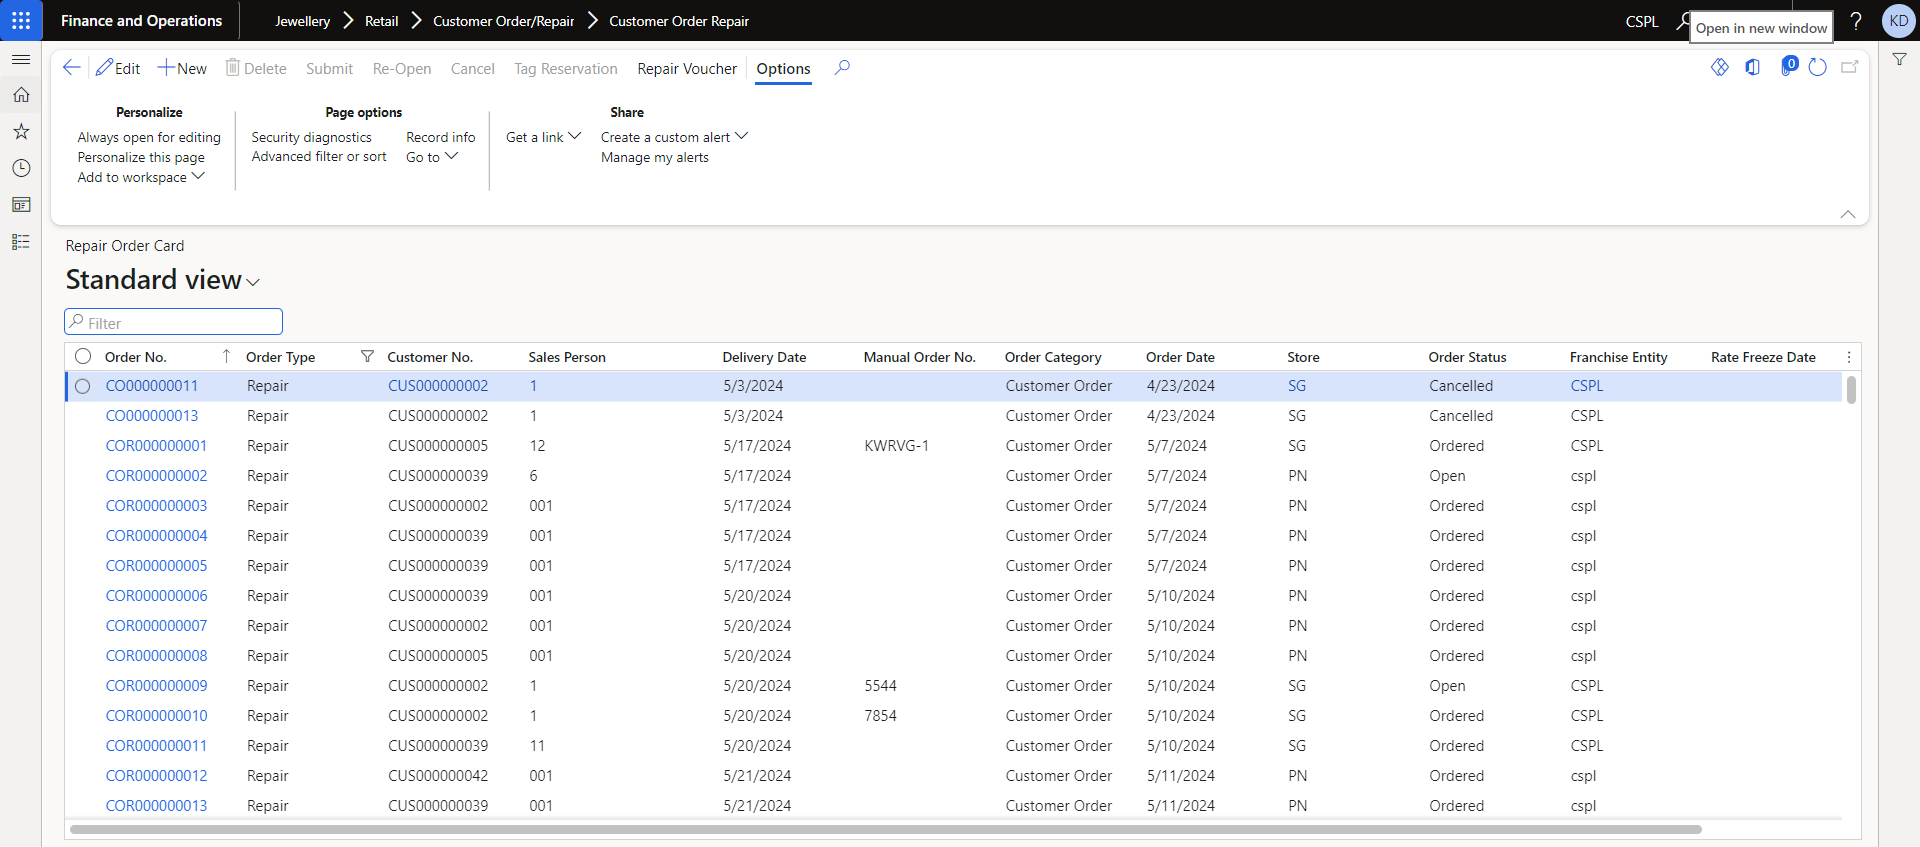 Finance and Operations Jewellery Retail Customer Order/Repair Customer Order Repair CSPL Open in new window ? KD
Edit New Delete Submit Re-Open Cancel Tag Reservation Repair Voucher Options 0
Personalize Page options Share
Always open for editing Security diagnostics Record info Get a link Create a custom alert
Personalize this page Advanced filter or sort Go to Manage my alerts
Add to workspace
Repair Order Card
Standard view
Filter
Order No. Order Type Customer No. Sales Person Delivery Date Manual Order No. Order Category Order Date Store Order Status Franchise Entity Rate Freeze Date
CO000000011 Repair CUS000000002 1 5/3/2024 Customer Order 4/23/2024 SG Cancelled CSPL
CO000000013 Repair CUS000000002 1 5/3/2024 Customer Order 4/23/2024 SG Cancelled CSPL
COR000000001 Repair CUS000000005 12 5/17/2024 KWRVG-1 Customer Order 5/7/2024 SG Ordered CSPL
COR000000002 Repair CUS000000039 6 5/17/2024 Customer Order 5/7/2024 PN Open cspl
COR000000003 Repair CUS000000002 001 5/17/2024 Customer Order 5/7/2024 PN Ordered cspl
COR000000004 Repair CUS000000039 001 5/17/2024 Customer Order 5/7/2024 PN Ordered cspl
COR000000005 Repair CUS000000039 001 5/17/2024 Customer Order 5/7/2024 PN Ordered cspl
COR000000006 Repair CUS000000039 001 5/20/2024 Customer Order 5/10/2024 PN Ordered cspl
COR000000007 Repair CUS000000002 001 5/20/2024 Customer Order 5/10/2024 PN Ordered cspl
COR000000008 Repair CUS000000005 001 5/20/2024 Customer Order 5/10/2024 PN Ordered cspl
COR000000009 Repair CUS000000002 1 5/20/2024 5544 Customer Order 5/10/2024 SG Open CSPL
COR000000010 Repair CUS000000002 1 5/20/2024 7854 Customer Order 5/10/2024 SG Ordered CSPL
COR000000011 Repair CUS000000039 11 5/20/2024 Customer Order 5/10/2024 SG Ordered CSPL
COR000000012 Repair CUS000000042 001 5/21/2024 Customer Order 5/11/2024 PN Ordered cspl
COR000000013 Repair CUS000000039 001 5/21/2024 Customer Order 5/11/2024 PN Ordered cspl